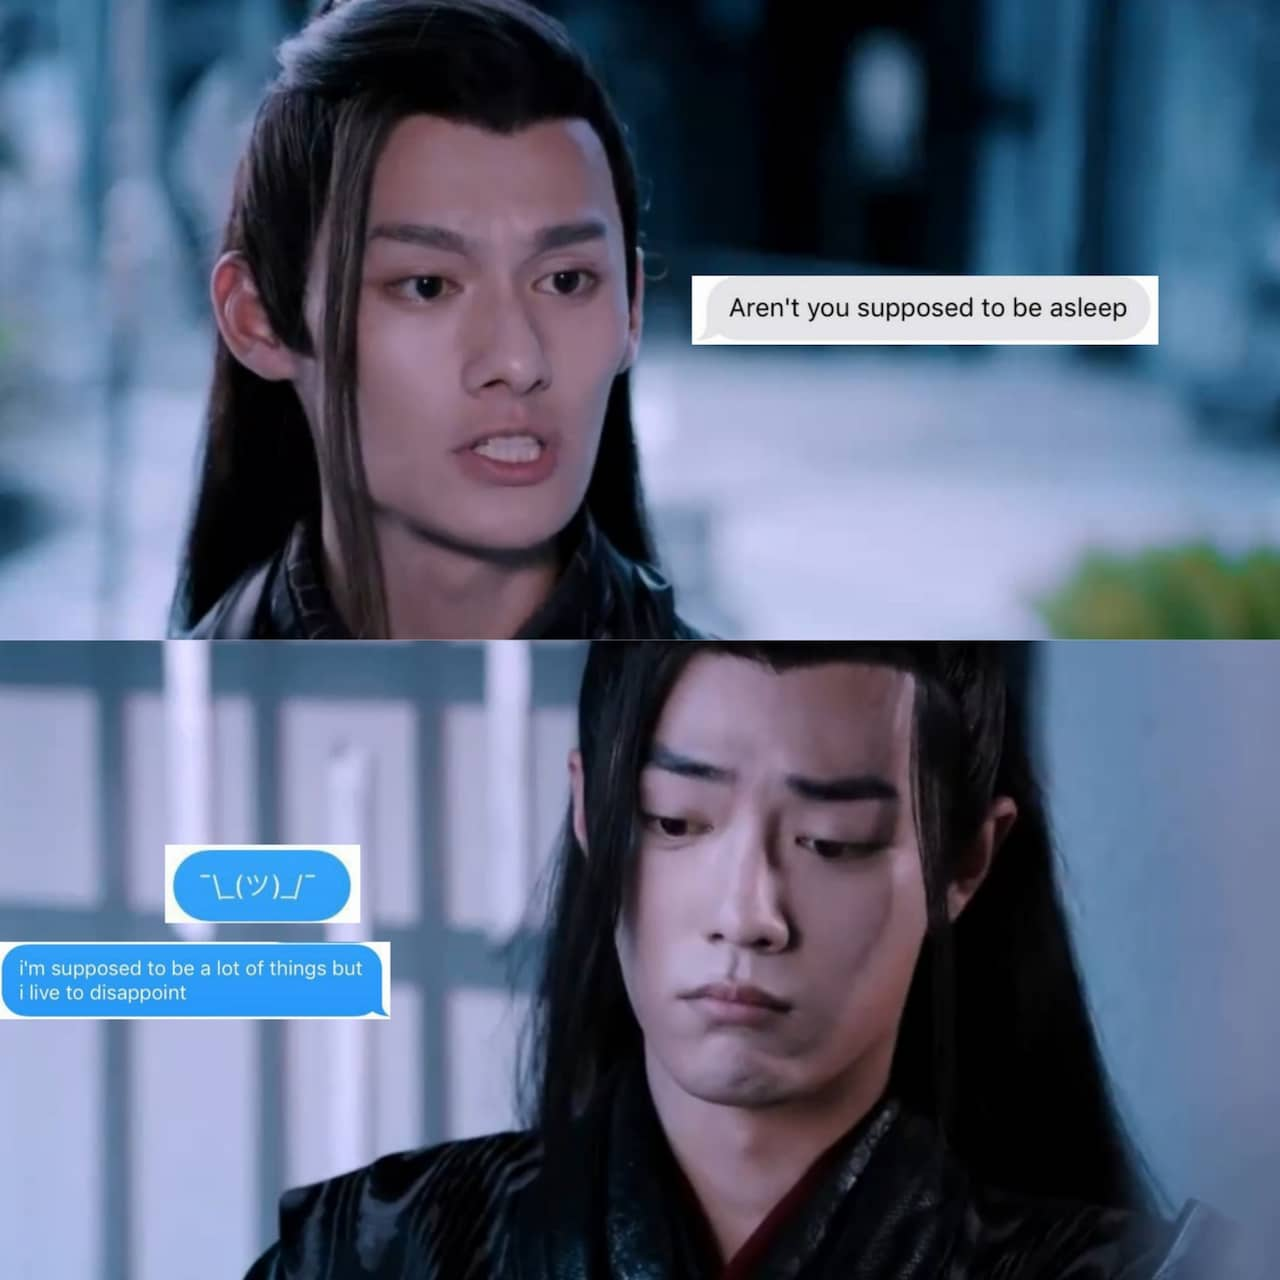 Aren't you supposed to be asleep
¯\_(ツ)_/¯
i'm supposed to be a lot of things but
i live to disappoint